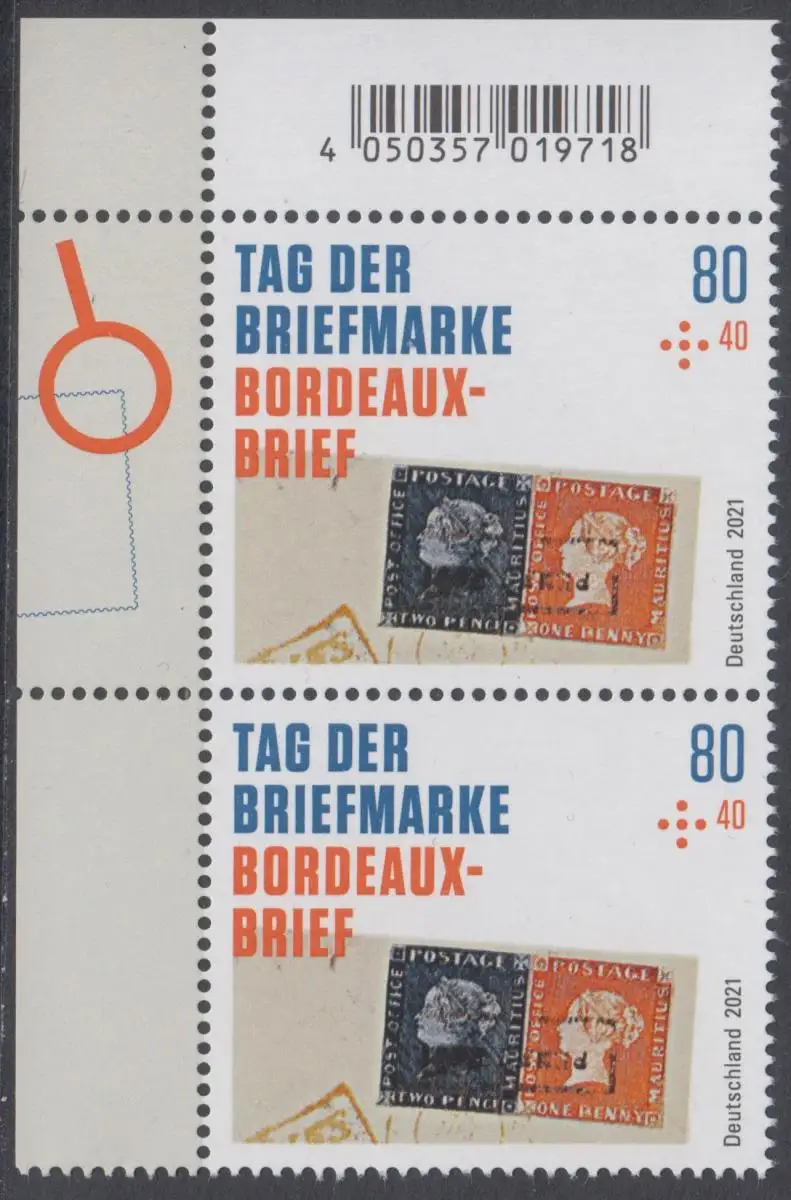 4 050357 019718
TAG DER
BRIEFMARKE
BORDEAUX-
BRIEF
80
40
POSTAGE
POST OFFICE
MAURITIUS
TWO PENCE
POSTAGE
POST OFFICE
MAURITIUS
ONE PENNY
Deutschland 2021
TAG DER
BRIEFMARKE
BORDEAUX-
BRIEF
80
40
POSTAGE
POST OFFICE
MAURITIUS
TWO PENCE
POSTAGE
POST OFFICE
MAURITIUS
ONE PENNY
Deutschland 2021